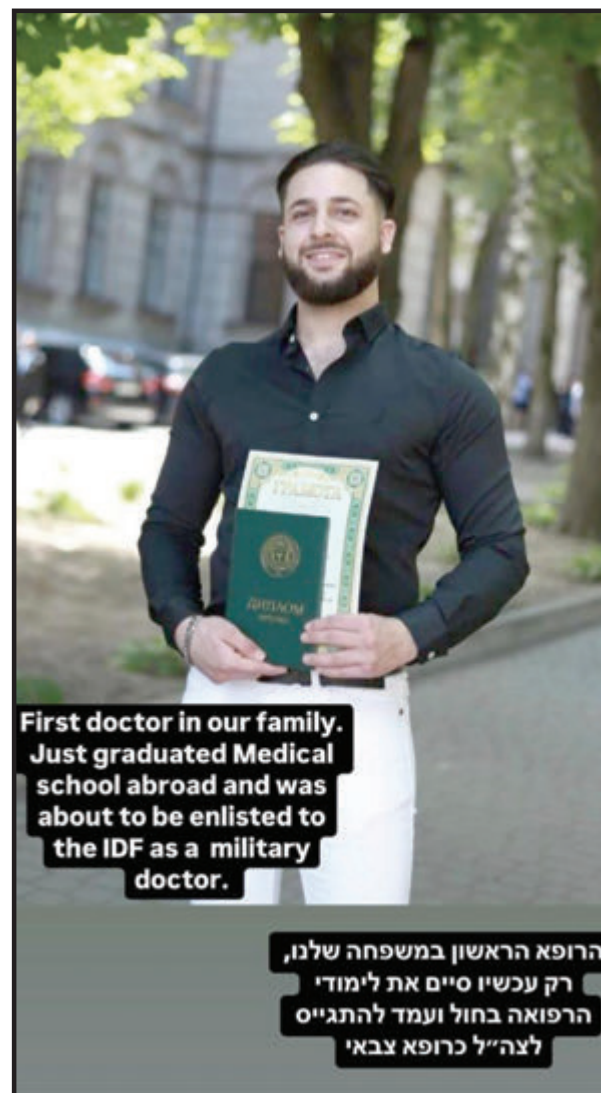 ГРАМОТА
ДИПЛОМ
First doctor in our family.
Just graduated Medical
school abroad and was
about to be enlisted to
the IDF as a military
doctor.
הרופא הראשון במשפחה שלנו,
רק עכשיו סיים את לימודי
הרפואה בחול ועמד להתגייס
לצה״ל כרופא צבאי